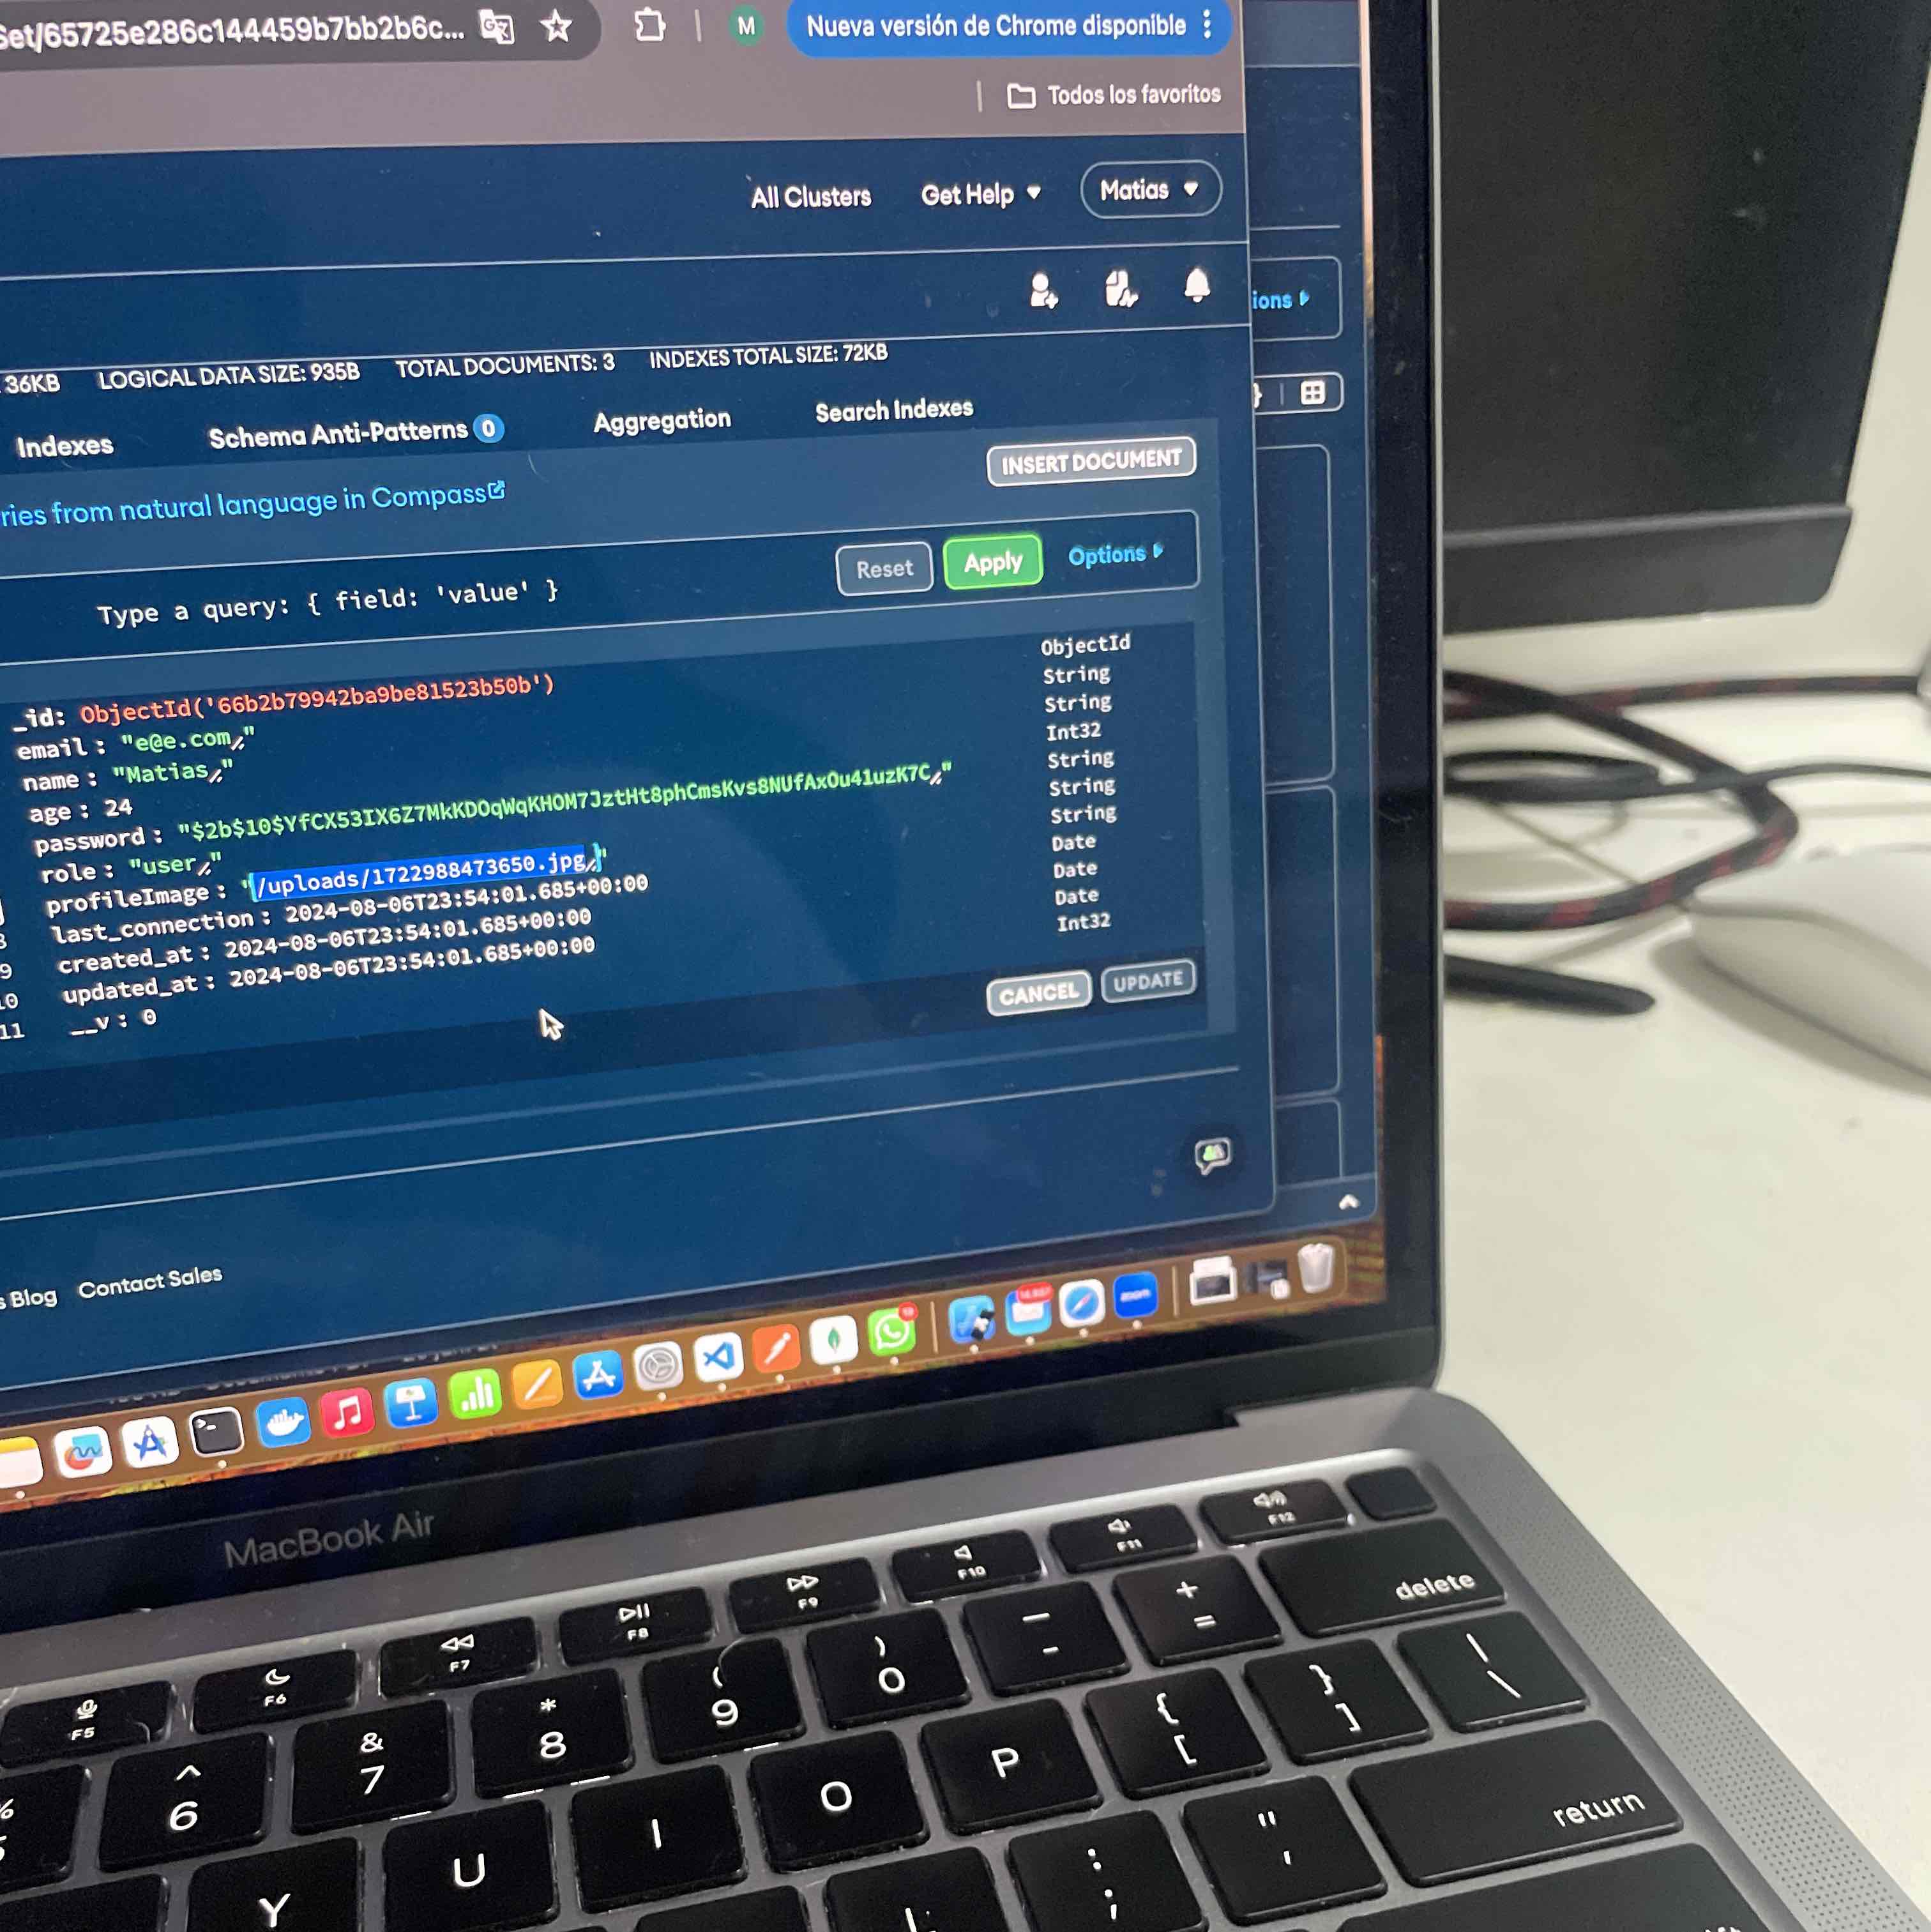 Set/65725e286c144459b7bb2b6c...
M
Nueva versión de Chrome disponible
Todos los favoritos
All Clusters
Get Help
Matias
ions
36KB LOGICAL DATA SIZE: 935B TOTAL DOCUMENTS: 3 INDEXES TOTAL SIZE: 72KB
Indexes Schema Anti-Patterns 0 Aggregation Search Indexes
ries from natural language in Compass
INSERT DOCUMENT
Type a query: { field: 'value' }
Reset Apply Options
_id: ObjectId('66b2b79942ba9be81523b50b') ObjectId
email : "e@e.com," String
name : "Matias," String
age : 24 Int32
password : "$2b$10$YfCX53IX6Z7MkKDOqWqKHOM7JztHt8phCmsKvs8NUfAxOu41uzK7C," String
role : "user," String
profileImage : "/uploads/1722988473650.jpg," String
8 last_connection : 2024-08-06T23:54:01.685+00:00 Date
9 created_at : 2024-08-06T23:54:01.685+00:00 Date
10 updated_at : 2024-08-06T23:54:01.685+00:00 Date
11 __v : 0 Int32
CANCEL UPDATE
s Blog Contact Sales
zoom
MacBook Air
F5 F6 F7 F8 F9 F10 F11 F12
% ^ 6 & 7 * 8 ( 9 ) 0 _ - + = delete
Y U I O P { [ } ] | \
L : ; " ' return